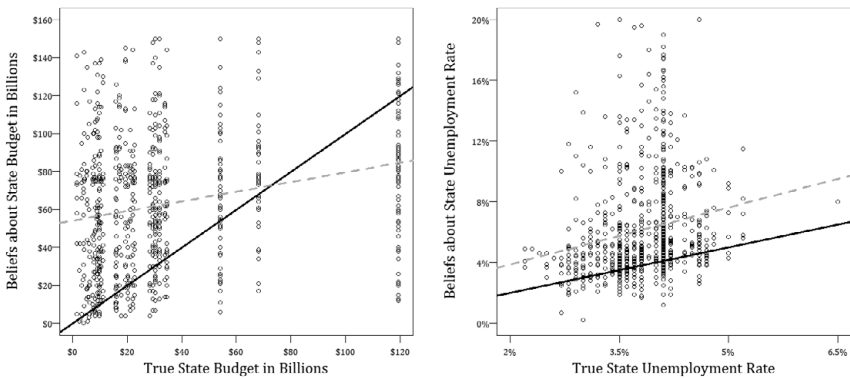 $160
$140
$120
$100
$80
$60
$40
$20
$0
Beliefs about State Budget in Billions
$0 $20 $40 $60 $80 $100 $120
True State Budget in Billions
20%
16%
12%
8%
4%
0%
Beliefs about State Unemployment Rate
2% 3.5% 5% 6.5%
True State Unemployment Rate